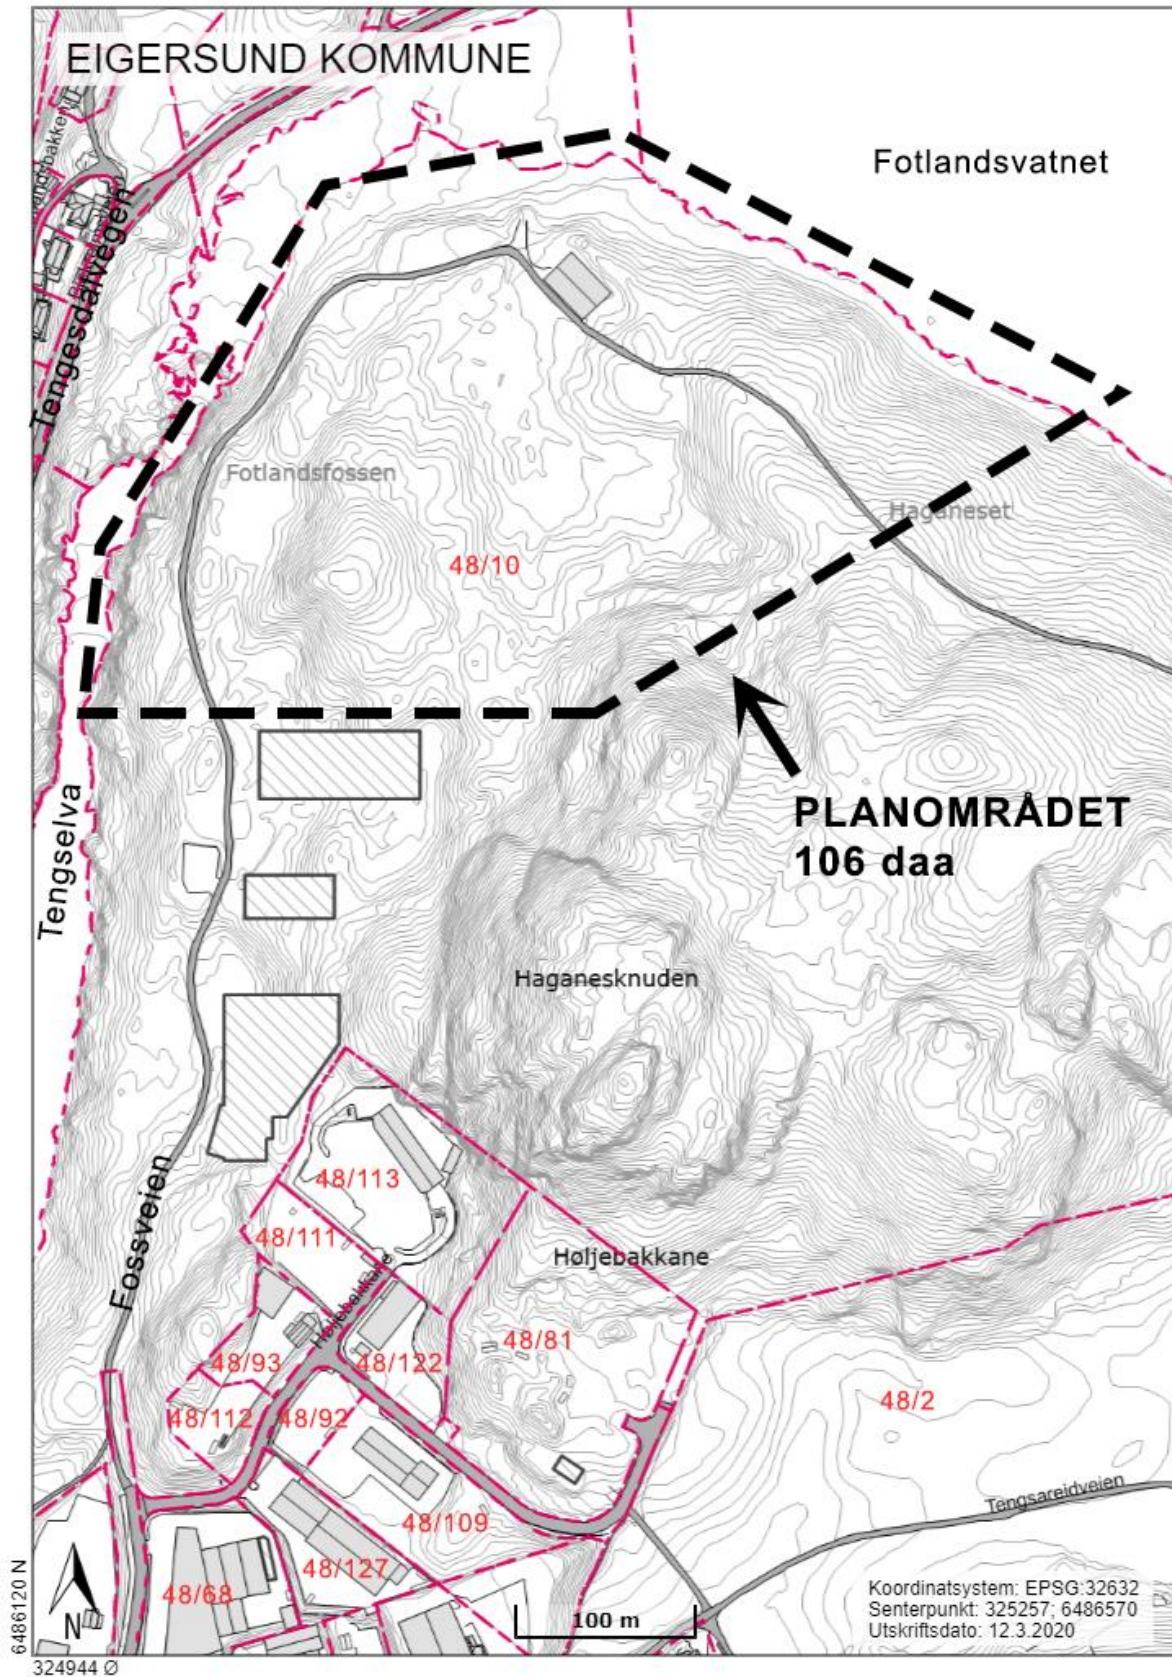 EIGERSUND KOMMUNE
Fotlandsvatnet
Tengesdalvegen
Fotlandsfossen
Haganeset
48/10
PLANOMRÅDET
106 daa
Tengselva
Haganesknuden
Fossveien
48/113
48/111
Høljebakkane
Høljebakkane
48/81
48/93
48/122
48/2
48/112
48/92
Tengsareidveien
48/109
48/127
48/68
N
100 m
Koordinatsystem: EPSG:32632
Senterpunkt: 325257; 6486570
Utskriftsdato: 12.3.2020
6486120 N
324944 Ø